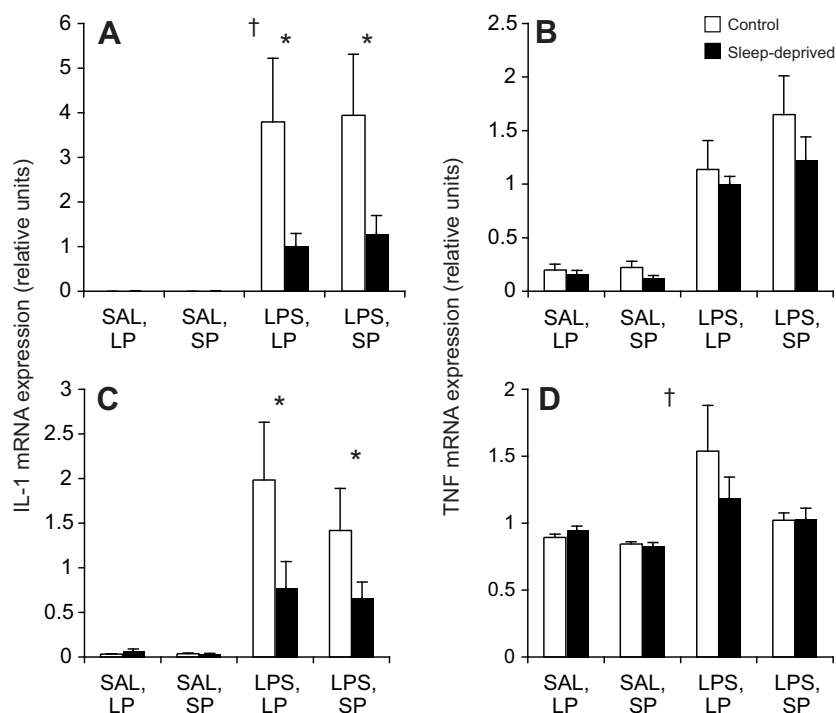 A
†
*
*
6
5
4
3
2
1
0
SAL,
LP
SAL,
SP
LPS,
LP
LPS,
SP
B
Control
Sleep-deprived
2.5
2
1.5
1
0.5
0
SAL,
LP
SAL,
SP
LPS,
LP
LPS,
SP
IL-1 mRNA expression (relative units)
TNF mRNA expression (relative units)
C
*
*
3
2.5
2
1.5
1
0.5
0
SAL,
LP
SAL,
SP
LPS,
LP
LPS,
SP
D
†
2
1.5
1
0.5
0
SAL,
LP
SAL,
SP
LPS,
LP
LPS,
SP